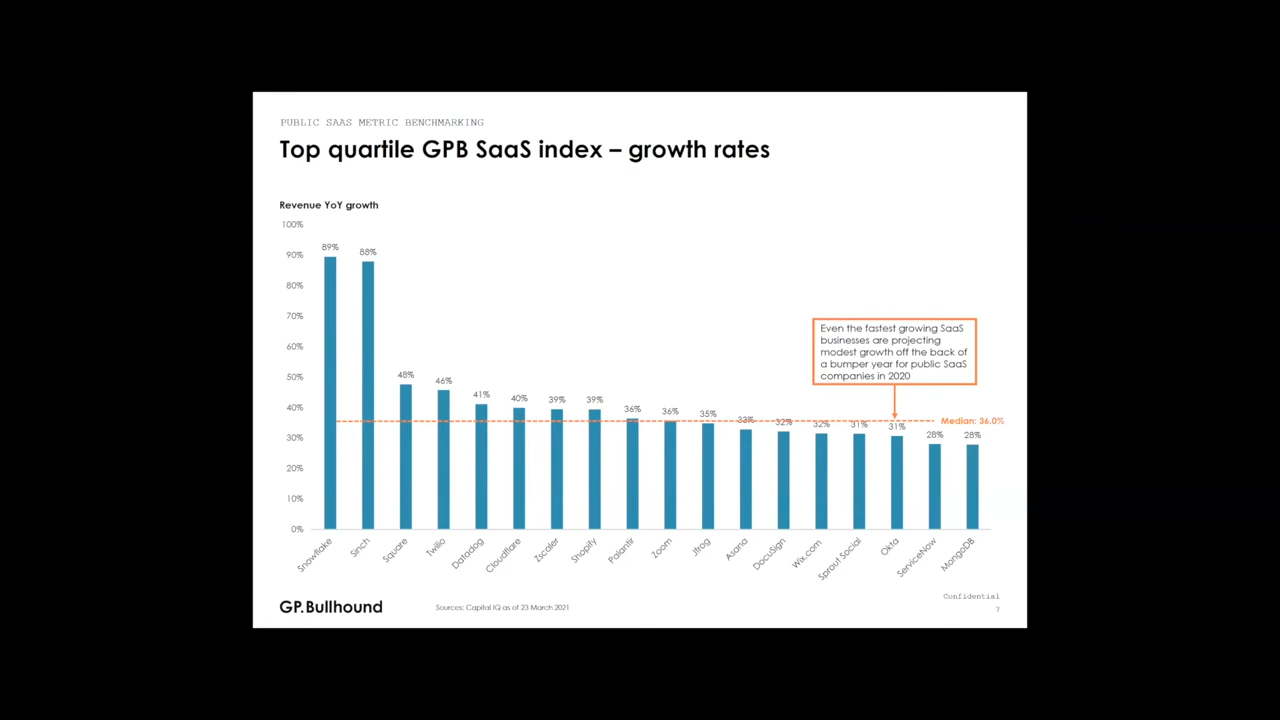 PUBLIC SAAS METRIC BENCHMARKING
Top quartile GPB SaaS index – growth rates
Revenue YoY growth
100%
90%
80%
70%
60%
50%
40%
30%
20%
10%
0%
89%
88%
48%
46%
41%
40%
39%
39%
36%
36%
35%
33%
32%
32%
31%
31%
28%
28%
Even the fastest growing SaaS
businesses are projecting
modest growth off the back of
a bumper year for public SaaS
companies in 2020
Median: 36.0%
Snowflake
Sinch
Square
Twilio
Datadog
Cloudflare
Zscaler
Shopify
Palantir
Zoom
Jfrog
Asana
DocuSign
Wix.com
Sprout Social
Okta
ServiceNow
MongoDB
GP.Bullhound
Sources: Capital IQ as of 23 March 2021
Confidential
7